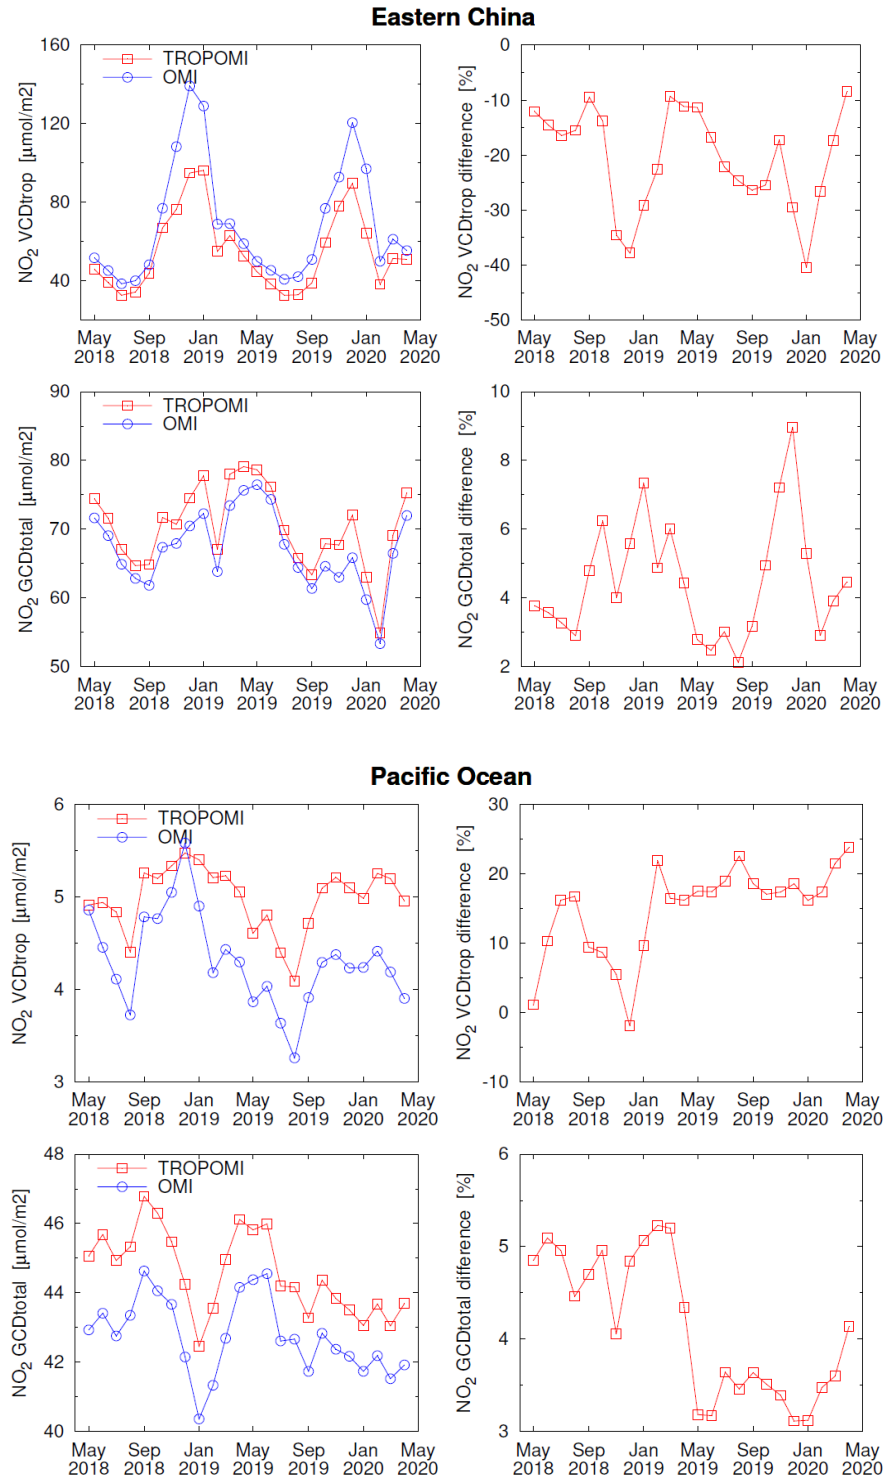 Eastern China
160
120
80
40
NO2 VCDtrop [μmol/m2]
TROPOMI
OMI
May 2018
Sep 2018
Jan 2019
May 2019
Sep 2019
Jan 2020
May 2020
0
-10
-20
-30
-40
-50
NO2 VCDtrop difference [%]
May 2018
Sep 2018
Jan 2019
May 2019
Sep 2019
Jan 2020
May 2020
90
80
70
60
50
NO2 GCDtotal [μmol/m2]
TROPOMI
OMI
May 2018
Sep 2018
Jan 2019
May 2019
Sep 2019
Jan 2020
May 2020
10
8
6
4
2
NO2 GCDtotal difference [%]
May 2018
Sep 2018
Jan 2019
May 2019
Sep 2019
Jan 2020
May 2020
Pacific Ocean
6
5
4
3
NO2 VCDtrop [μmol/m2]
TROPOMI
OMI
May 2018
Sep 2018
Jan 2019
May 2019
Sep 2019
Jan 2020
May 2020
30
20
10
0
-10
NO2 VCDtrop difference [%]
May 2018
Sep 2018
Jan 2019
May 2019
Sep 2019
Jan 2020
May 2020
48
46
44
42
40
NO2 GCDtotal [μmol/m2]
TROPOMI
OMI
May 2018
Sep 2018
Jan 2019
May 2019
Sep 2019
Jan 2020
May 2020
6
5
4
3
NO2 GCDtotal difference [%]
May 2018
Sep 2018
Jan 2019
May 2019
Sep 2019
Jan 2020
May 2020